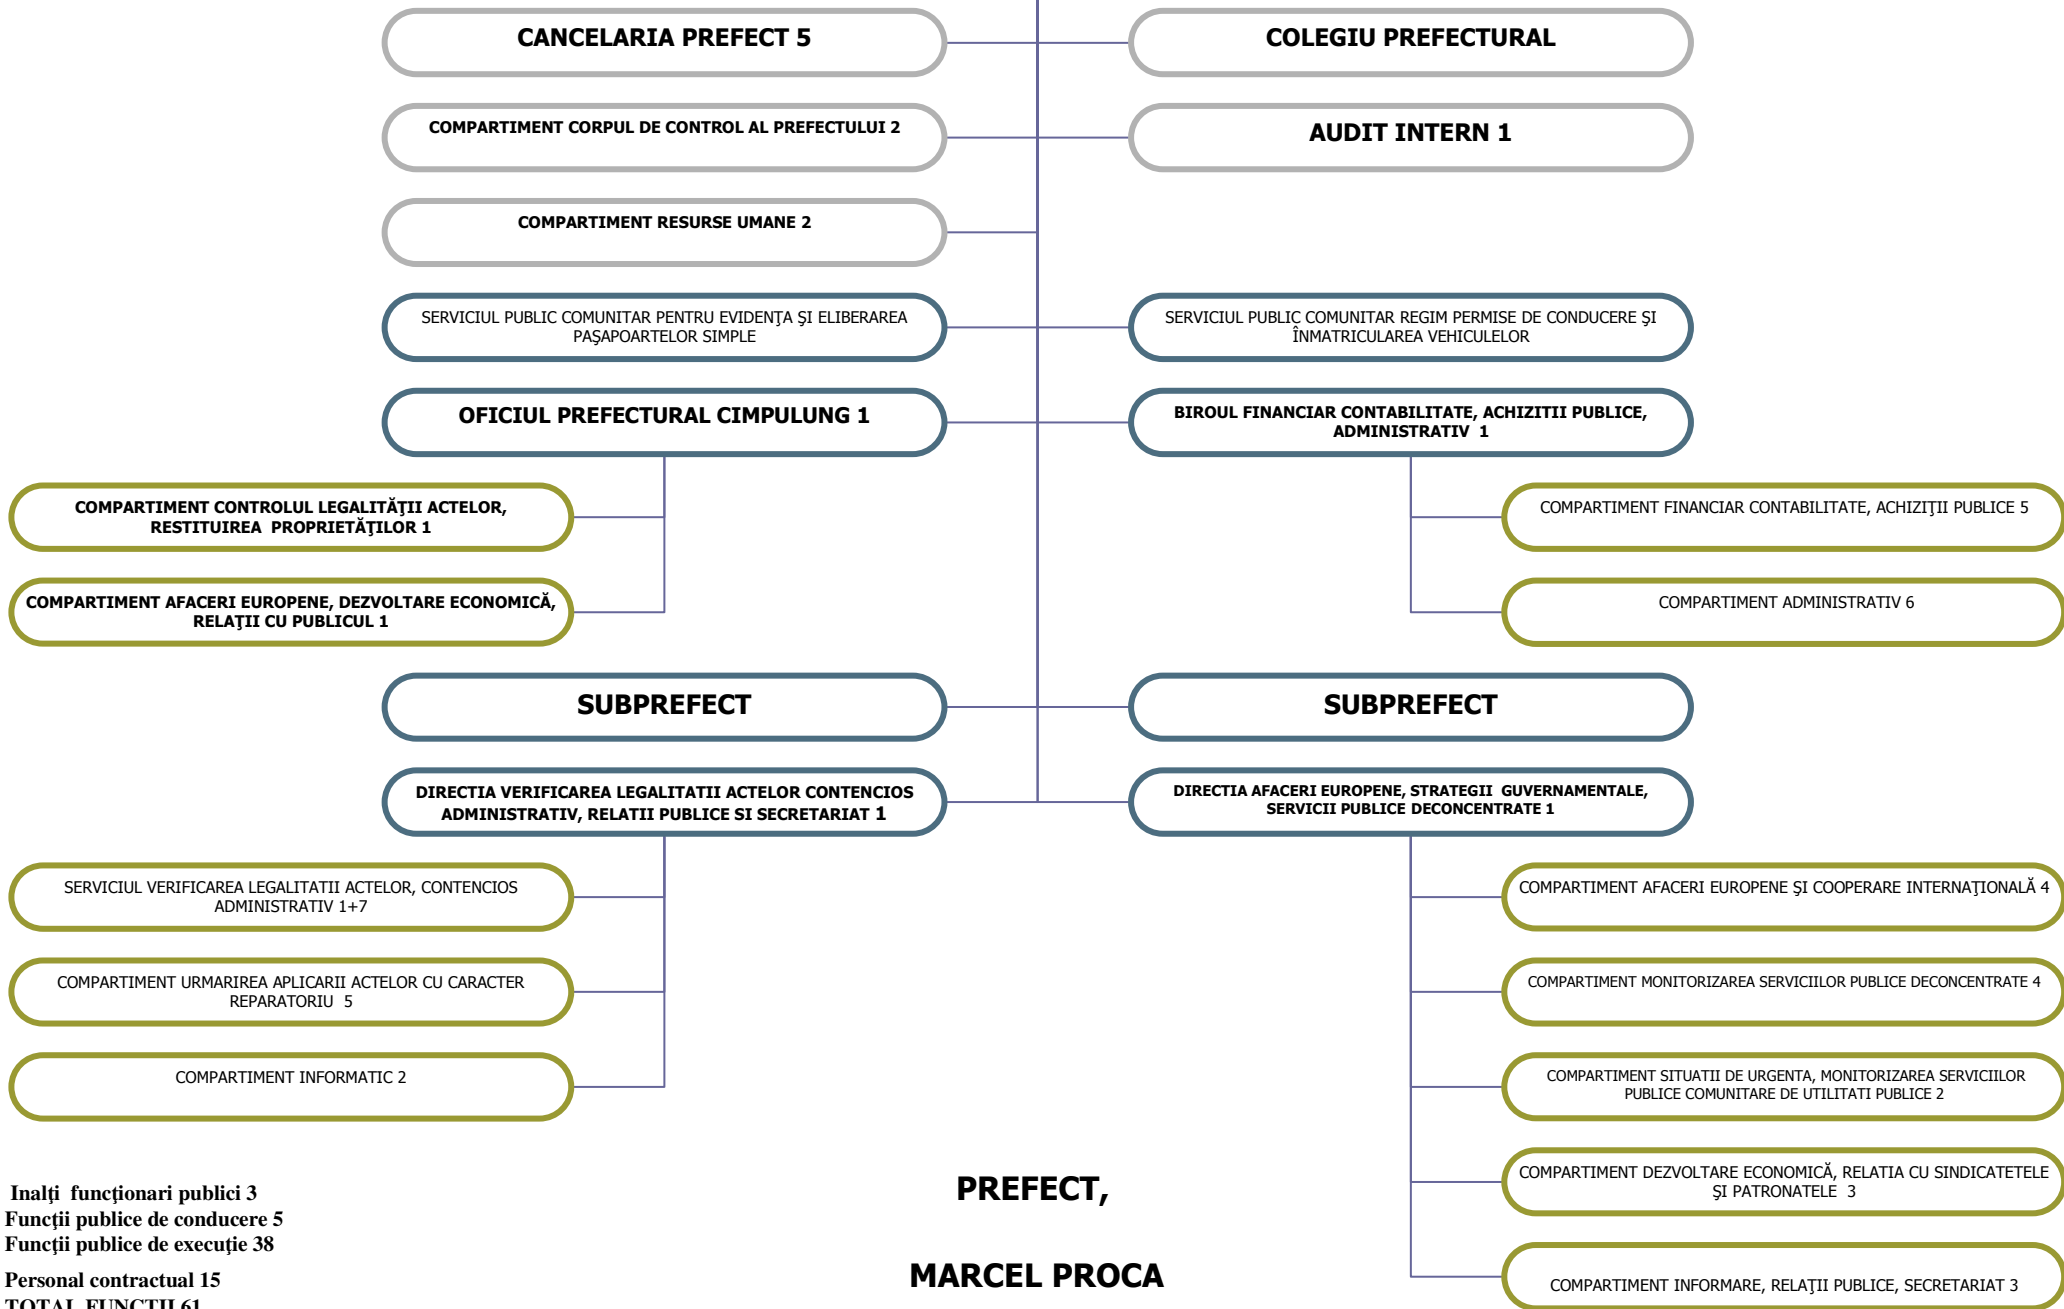 CANCELARIA PREFECT 5
COLEGIU PREFECTURAL
COMPARTIMENT CORPUL DE CONTROL AL PREFECTULUI 2
AUDIT INTERN 1
COMPARTIMENT RESURSE UMANE 2
SERVICIUL PUBLIC COMUNITAR PENTRU EVIDENŢA ŞI ELIBERAREA
PAŞAPOARTELOR SIMPLE
SERVICIUL PUBLIC COMUNITAR REGIM PERMISE DE CONDUCERE ŞI
ÎNMATRICULAREA VEHICULELOR
OFICIUL PREFECTURAL CIMPULUNG 1
BIROUL FINANCIAR CONTABILITATE, ACHIZITII PUBLICE,
ADMINISTRATIV 1
COMPARTIMENT CONTROLUL LEGALITĂŢII ACTELOR,
RESTITUIREA PROPRIETĂŢILOR 1
COMPARTIMENT FINANCIAR CONTABILITATE, ACHIZIŢII PUBLICE 5
COMPARTIMENT AFACERI EUROPENE, DEZVOLTARE ECONOMICĂ,
RELAŢII CU PUBLICUL 1
COMPARTIMENT ADMINISTRATIV 6
SUBPREFECT
SUBPREFECT
DIRECTIA VERIFICAREA LEGALITATII ACTELOR CONTENCIOS
ADMINISTRATIV, RELATII PUBLICE SI SECRETARIAT 1
DIRECTIA AFACERI EUROPENE, STRATEGII GUVERNAMENTALE,
SERVICII PUBLICE DECONCENTRATE 1
SERVICIUL VERIFICAREA LEGALITATII ACTELOR, CONTENCIOS
ADMINISTRATIV 1+7
COMPARTIMENT AFACERI EUROPENE ŞI COOPERARE INTERNAŢIONALĂ 4
COMPARTIMENT URMARIREA APLICARII ACTELOR CU CARACTER
REPARATORIU 5
COMPARTIMENT MONITORIZAREA SERVICIILOR PUBLICE DECONCENTRATE 4
COMPARTIMENT INFORMATIC 2
COMPARTIMENT SITUATII DE URGENTA, MONITORIZAREA SERVICIILOR
PUBLICE COMUNITARE DE UTILITATI PUBLICE 2
COMPARTIMENT DEZVOLTARE ECONOMICĂ, RELATIA CU SINDICATETELE
ŞI PATRONATELE 3
COMPARTIMENT INFORMARE, RELAŢII PUBLICE, SECRETARIAT 3
Inalţi funcţionari publici 3
Funcţii publice de conducere 5
Funcţii publice de execuţie 38
Personal contractual 15
TOTAL FUNCTII 61
PREFECT,
MARCEL PROCA